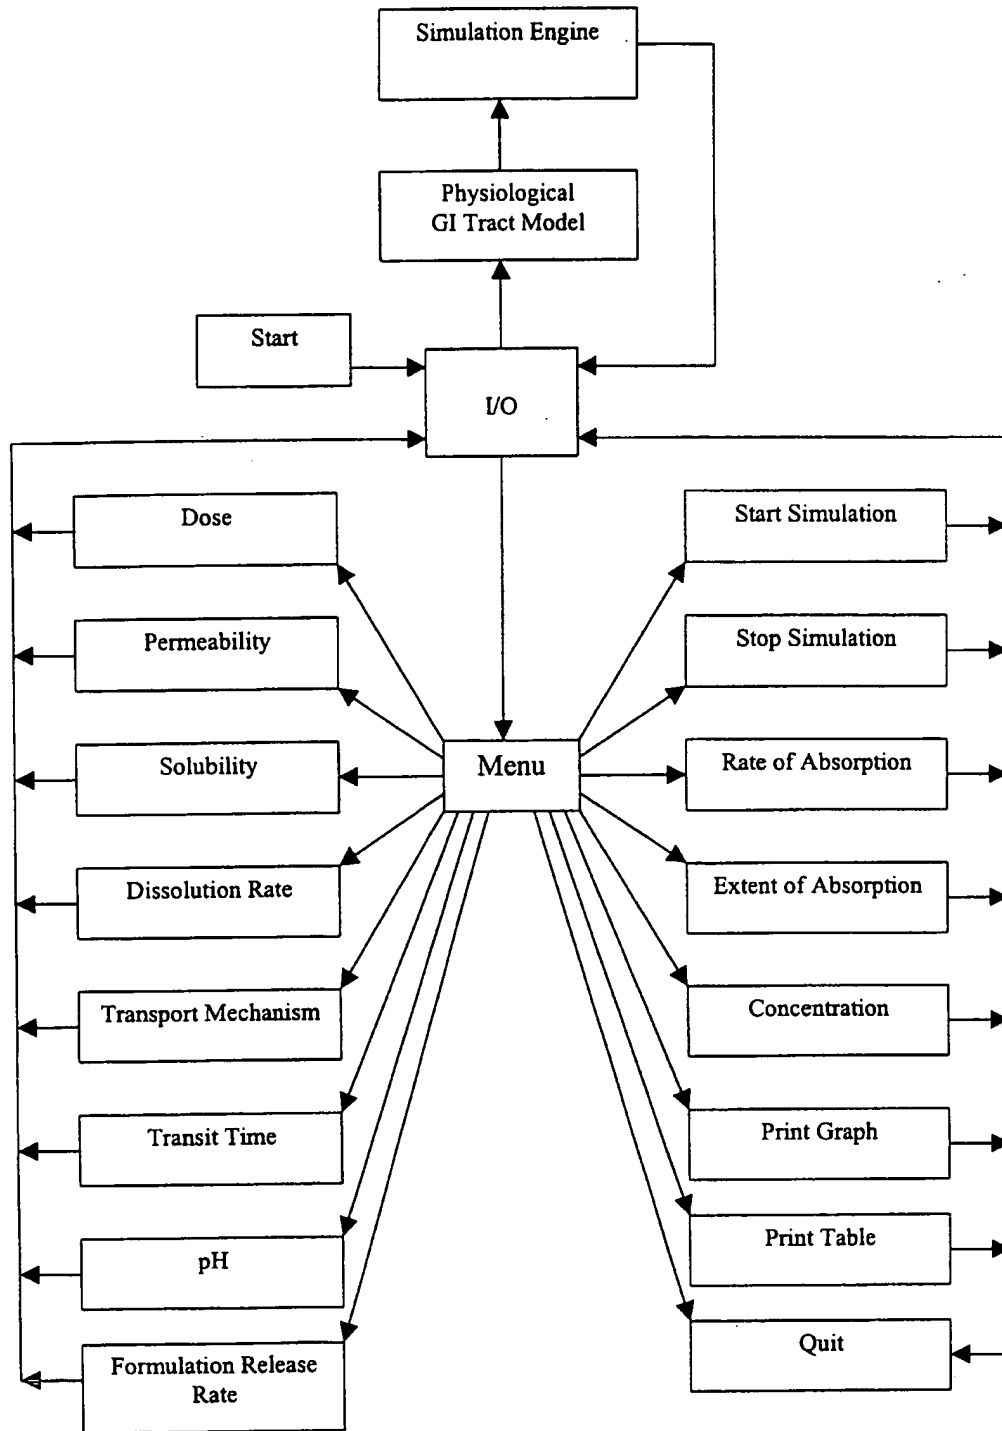 Simulation Engine
Physiological
GI Tract Model
Start
I/O
Dose
Permeability
Solubility
Dissolution Rate
Transport Mechanism
Transit Time
pH
Formulation Release
Rate
Menu
Start Simulation
Stop Simulation
Rate of Absorption
Extent of Absorption
Concentration
Print Graph
Print Table
Quit